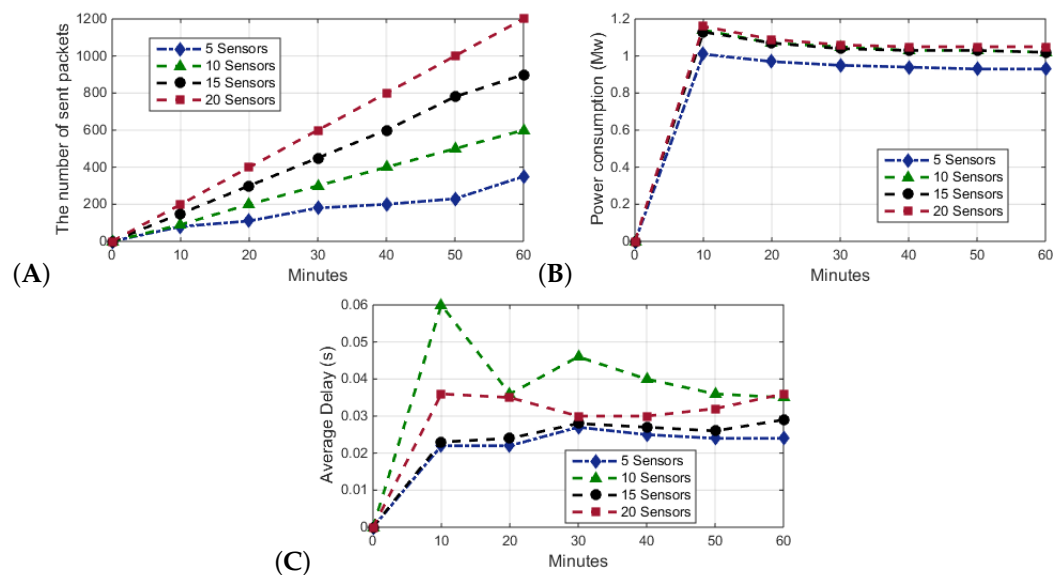 The number of sent packets
1200
1000
800
600
400
200
0
5 Sensors
10 Sensors
15 Sensors
20 Sensors
0 10 20 30 40 50 60
Minutes
(A)
Power consumption (Mw)
1.2
1
0.8
0.6
0.4
0.2
0
5 Sensors
10 Sensors
15 Sensors
20 Sensors
0 10 20 30 40 50 60
Minutes
(B)
Average Delay (s)
0.06
0.05
0.04
0.03
0.02
0.01
0
5 Sensors
10 Sensors
15 Sensors
20 Sensors
0 10 20 30 40 50 60
Minutes
(C)